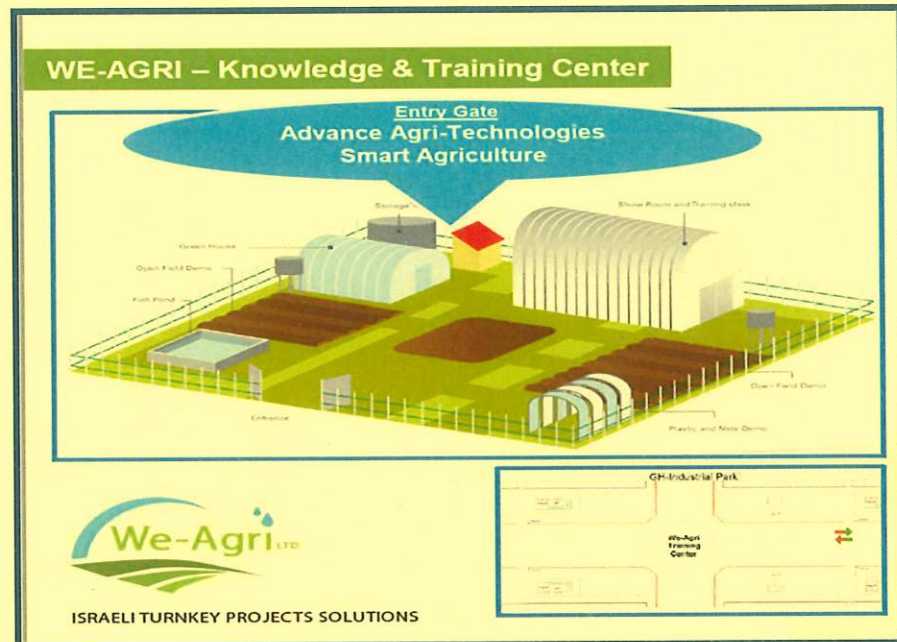 WE-AGRI – Knowledge & Training Center
Entry Gate
Advance Agri-Technologies
Smart Agriculture
Show Room and Training class
Green House
Open Field Demo
Fish Pond
Entrance
Open Field Demo
Plastic and Nets Demo
GH-Industrial Park
We-Agri
Training
Center
We-Agri LTD
ISRAELI TURNKEY PROJECTS SOLUTIONS